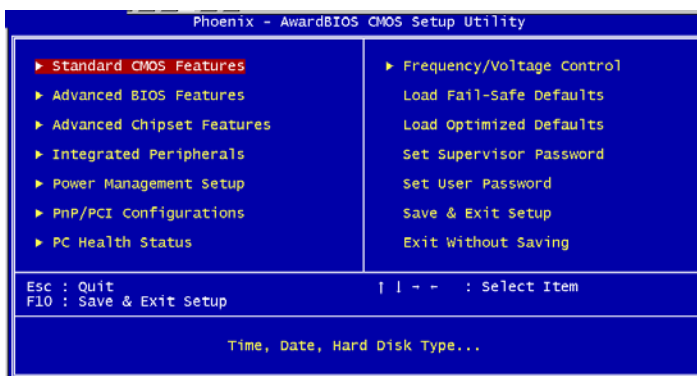 Phoenix - AwardBIOS CMOS Setup Utility
▶ Standard CMOS Features
▶ Advanced BIOS Features
▶ Advanced Chipset Features
▶ Integrated Peripherals
▶ Power Management Setup
▶ PnP/PCI Configurations
▶ PC Health Status
▶ Frequency/Voltage Control
Load Fail-Safe Defaults
Load Optimized Defaults
Set Supervisor Password
Set User Password
Save & Exit Setup
Exit Without Saving
Esc : Quit
F10 : Save & Exit Setup
↑ ↓ → ← : Select Item
Time, Date, Hard Disk Type...